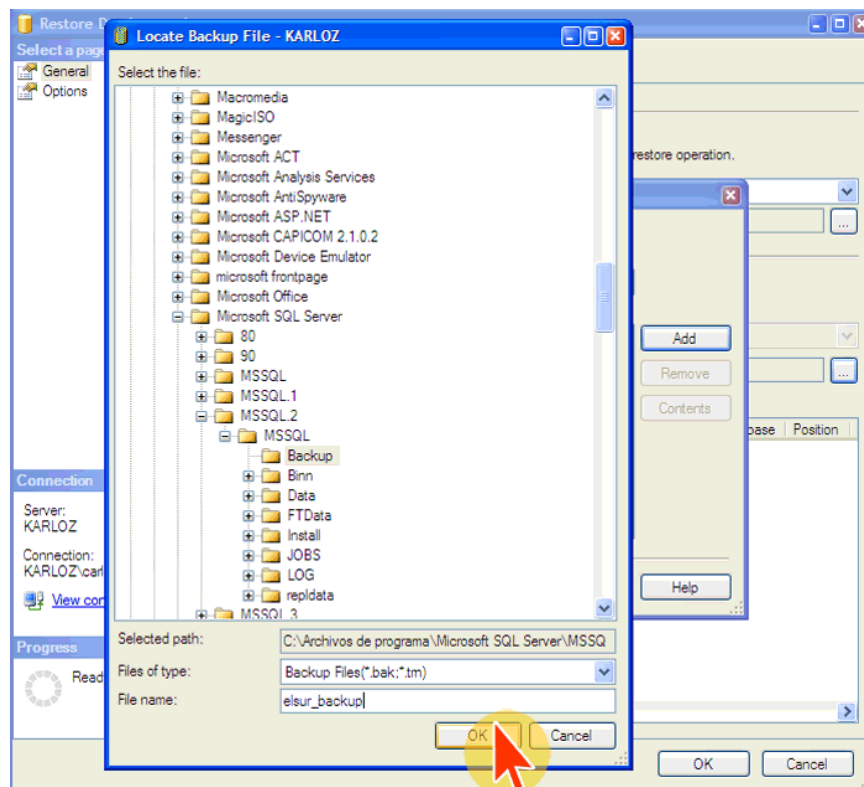 Restore D
Select a page
General
Options
restore operation.
...
Add
Remove
...
Contents
base Position
Connection
Server:
KARLOZ
Connection:
KARLOZ\carl
View con
Progress
Read
Help
OK Cancel
Locate Backup File - KARLOZ
Select the file:
Macromedia
MagicISO
Messenger
Microsoft ACT
Microsoft Analysis Services
Microsoft AntiSpyware
Microsoft ASP.NET
Microsoft CAPICOM 2.1.0.2
Microsoft Device Emulator
microsoft frontpage
Microsoft Office
Microsoft SQL Server
80
90
MSSQL
MSSQL.1
MSSQL.2
MSSQL
Backup
Binn
Data
FTData
Install
JOBS
LOG
repldata
MSSQL.3
Selected path: C:\Archivos de programa\Microsoft SQL Server\MSSQ
Files of type: Backup Files(*.bak;*.trn)
File name: elsur_backup
OK Cancel